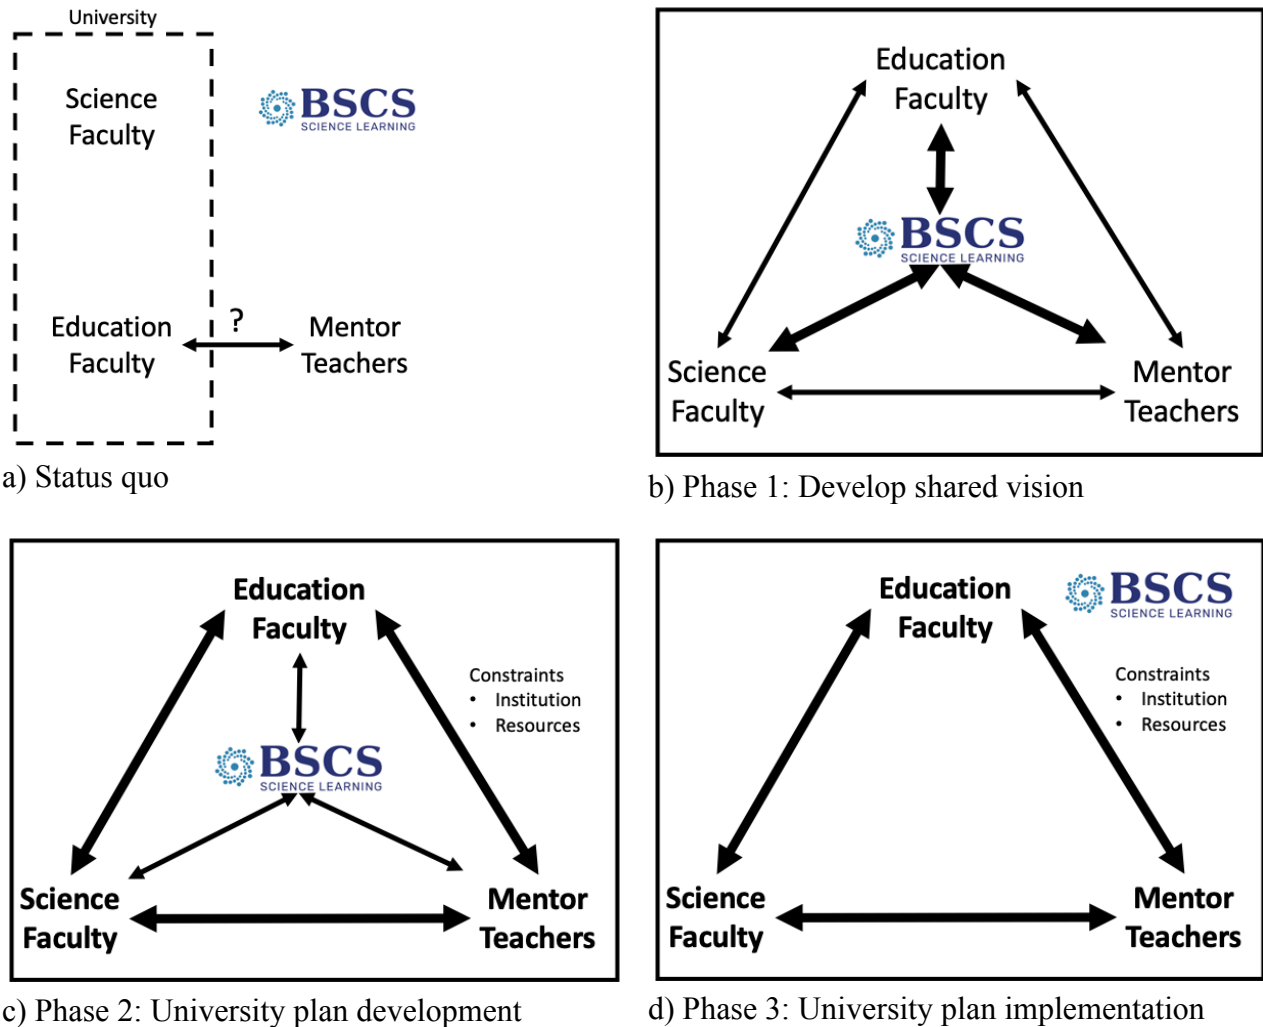 University
Science
Faculty
BSCS
SCIENCE LEARNING
?
Education
Faculty
Mentor
Teachers
a) Status quo
Education
Faculty
BSCS
SCIENCE LEARNING
Science
Faculty
Mentor
Teachers
b) Phase 1: Develop shared vision
Education
Faculty
Constraints
• Institution
• Resources
BSCS
SCIENCE LEARNING
Science
Faculty
Mentor
Teachers
c) Phase 2: University plan development
Education
Faculty
BSCS
SCIENCE LEARNING
Constraints
• Institution
• Resources
Science
Faculty
Mentor
Teachers
d) Phase 3: University plan implementation